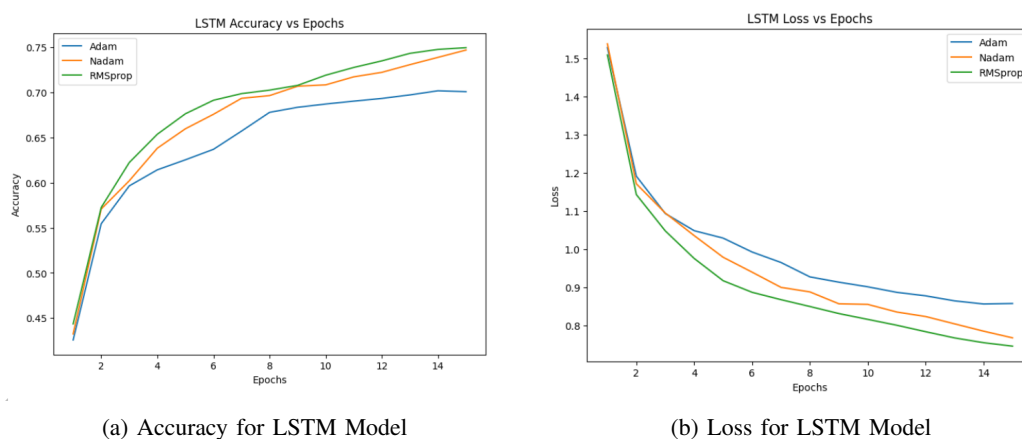 LSTM Accuracy vs Epochs
Adam
Nadam
RMSprop
0.75
0.70
0.65
0.60
0.55
0.50
0.45
Accuracy
2 4 6 8 10 12 14
Epochs
(a) Accuracy for LSTM Model
LSTM Loss vs Epochs
Adam
Nadam
RMSprop
1.5
1.4
1.3
1.2
1.1
1.0
0.9
0.8
Loss
2 4 6 8 10 12 14
Epochs
(b) Loss for LSTM Model